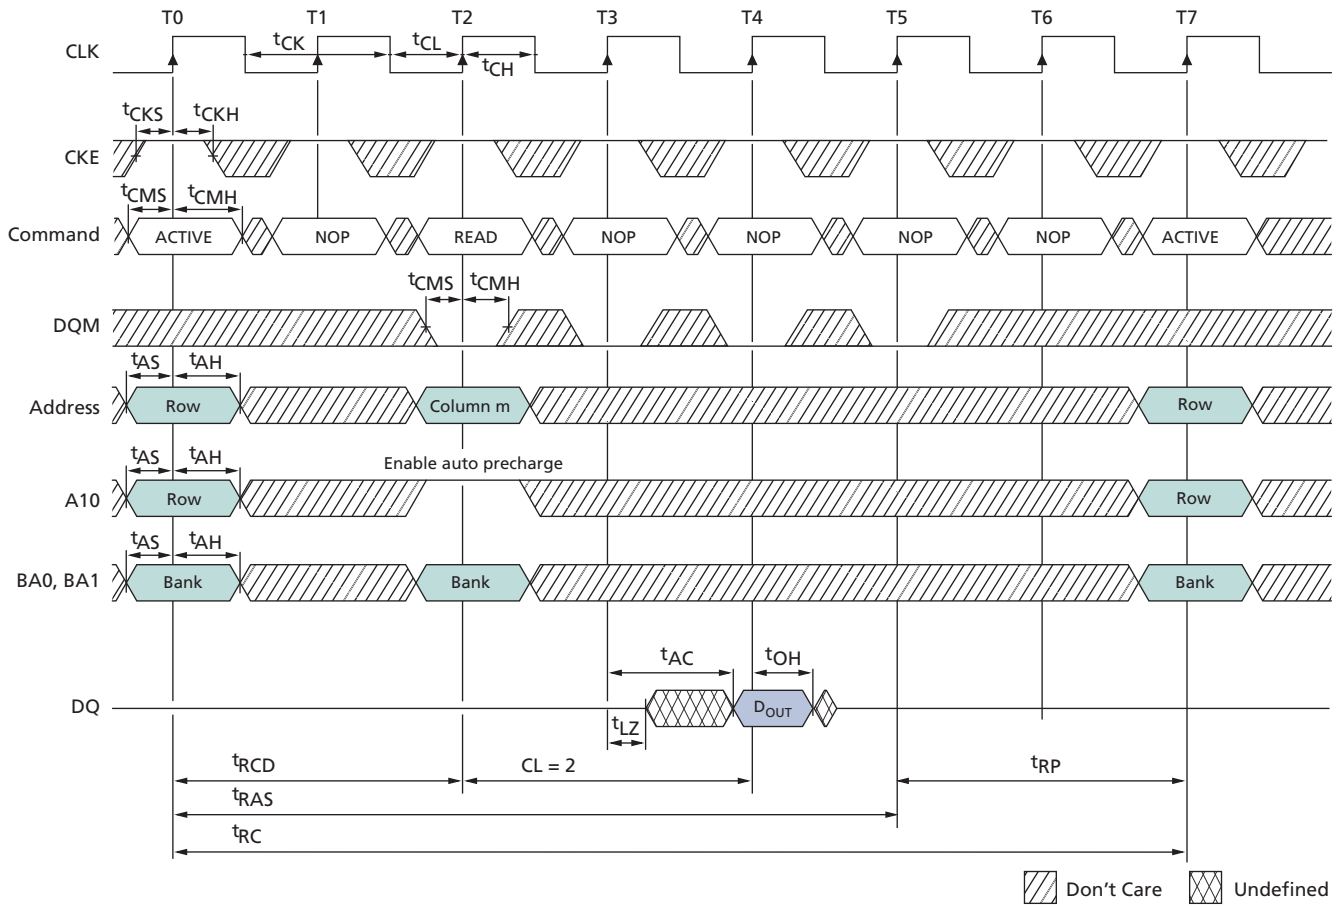 T0 T1 T2 T3 T4 T5 T6 T7
CLK
tCK
tCL
tCH
tCKS
tCKH
CKE
tCMS
tCMH
Command
ACTIVE
NOP
READ
NOP
NOP
NOP
NOP
ACTIVE
tCMS
tCMH
DQM
tAS
tAH
Address
Row
Column m
Row
tAS
tAH
Enable auto precharge
A10
Row
Row
tAS
tAH
BA0, BA1
Bank
Bank
Bank
tAC
tOH
DQ
DOUT
tLZ
tRCD
CL = 2
tRP
tRAS
tRC
Don't Care
Undefined